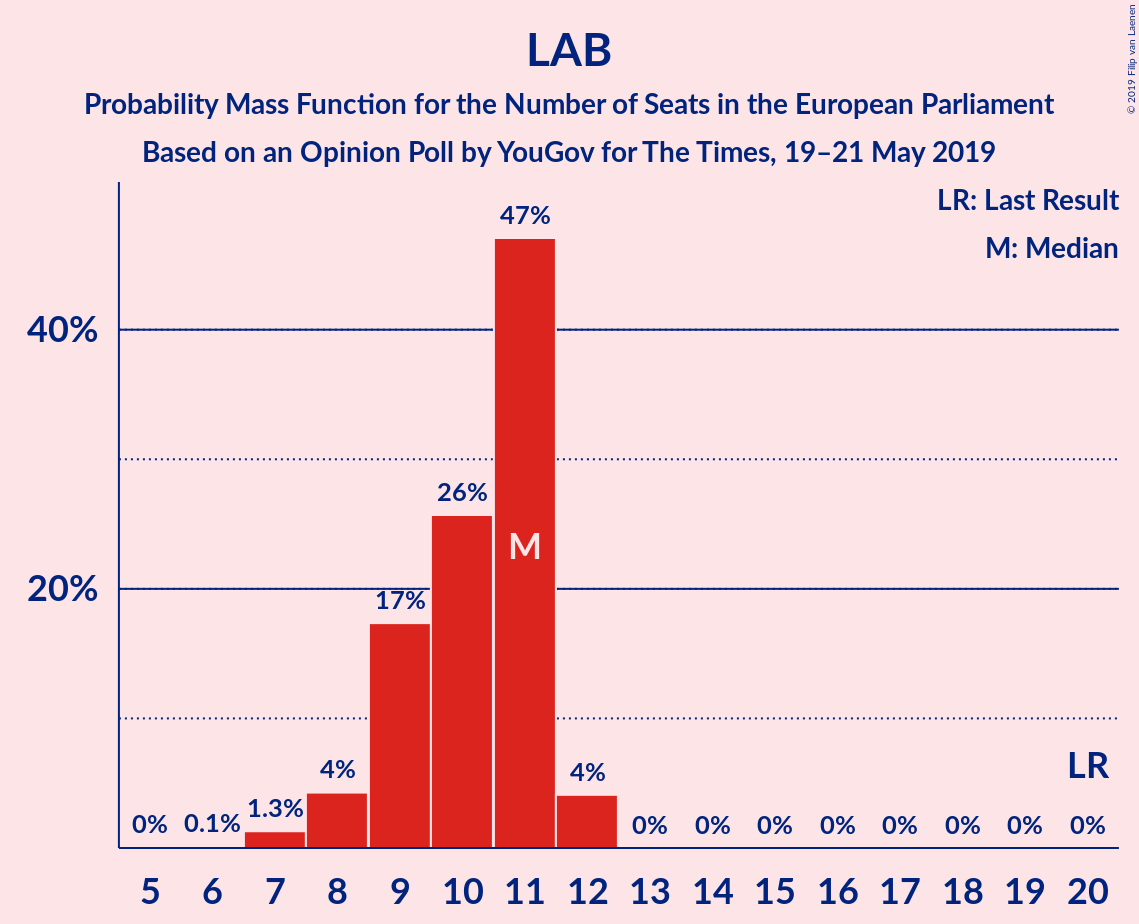 LAB
Probability Mass Function for the Number of Seats in the European Parliament
Based on an Opinion Poll by YouGov for The Times, 19–21 May 2019
© 2019 Filip van Laenen
LR: Last Result
M: Median
47%
40%
26%
M
20%
17%
LR
4%
4%
1.3%
0% 0.1% 0% 0% 0% 0% 0% 0% 0% 0%
5 6 7 8 9 10 11 12 13 14 15 16 17 18 19 20